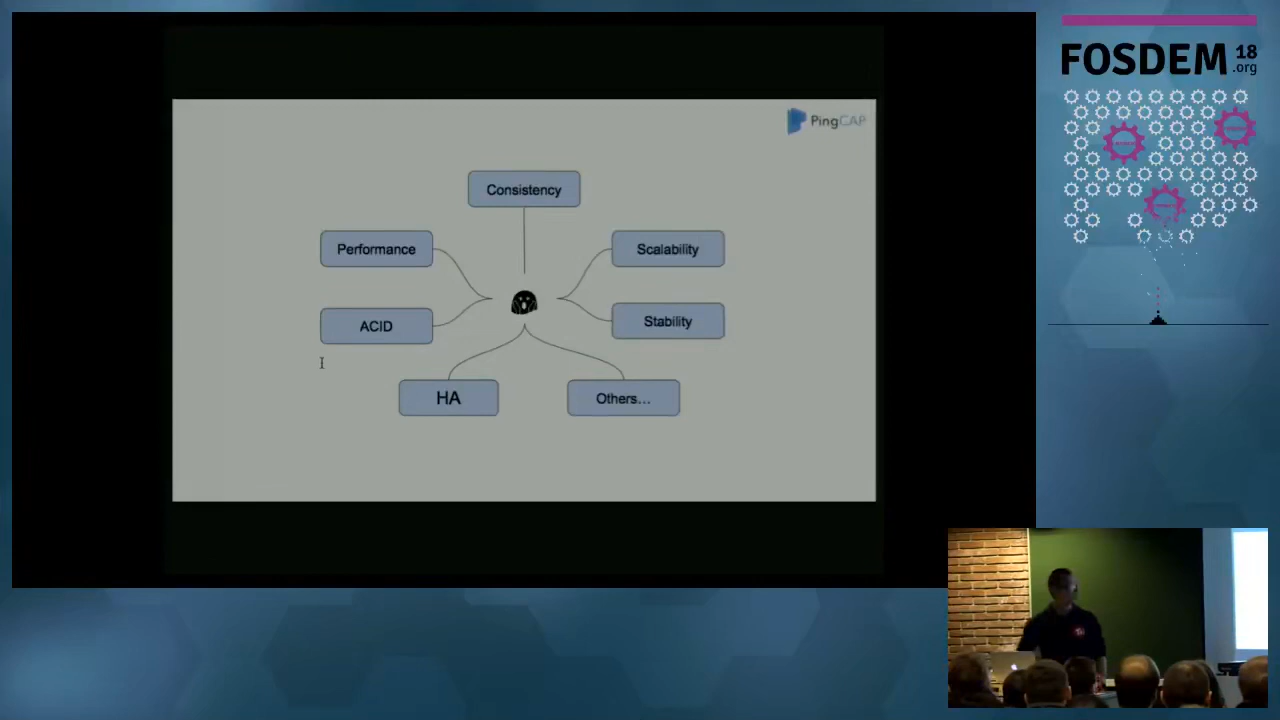 FOSDEM 18
.org
PingCAP
Consistency
Performance
Scalability
ACID
Stability
HA
Others...